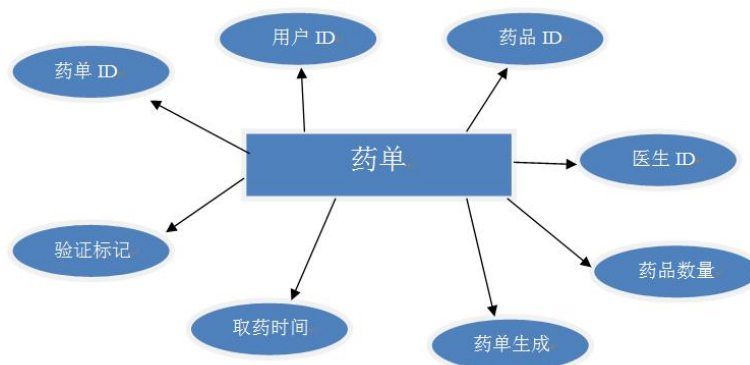 用户 ID
药品 ID
药单 ID
药单
医生 ID
验证标记
药品数量
取药时间
药单生成